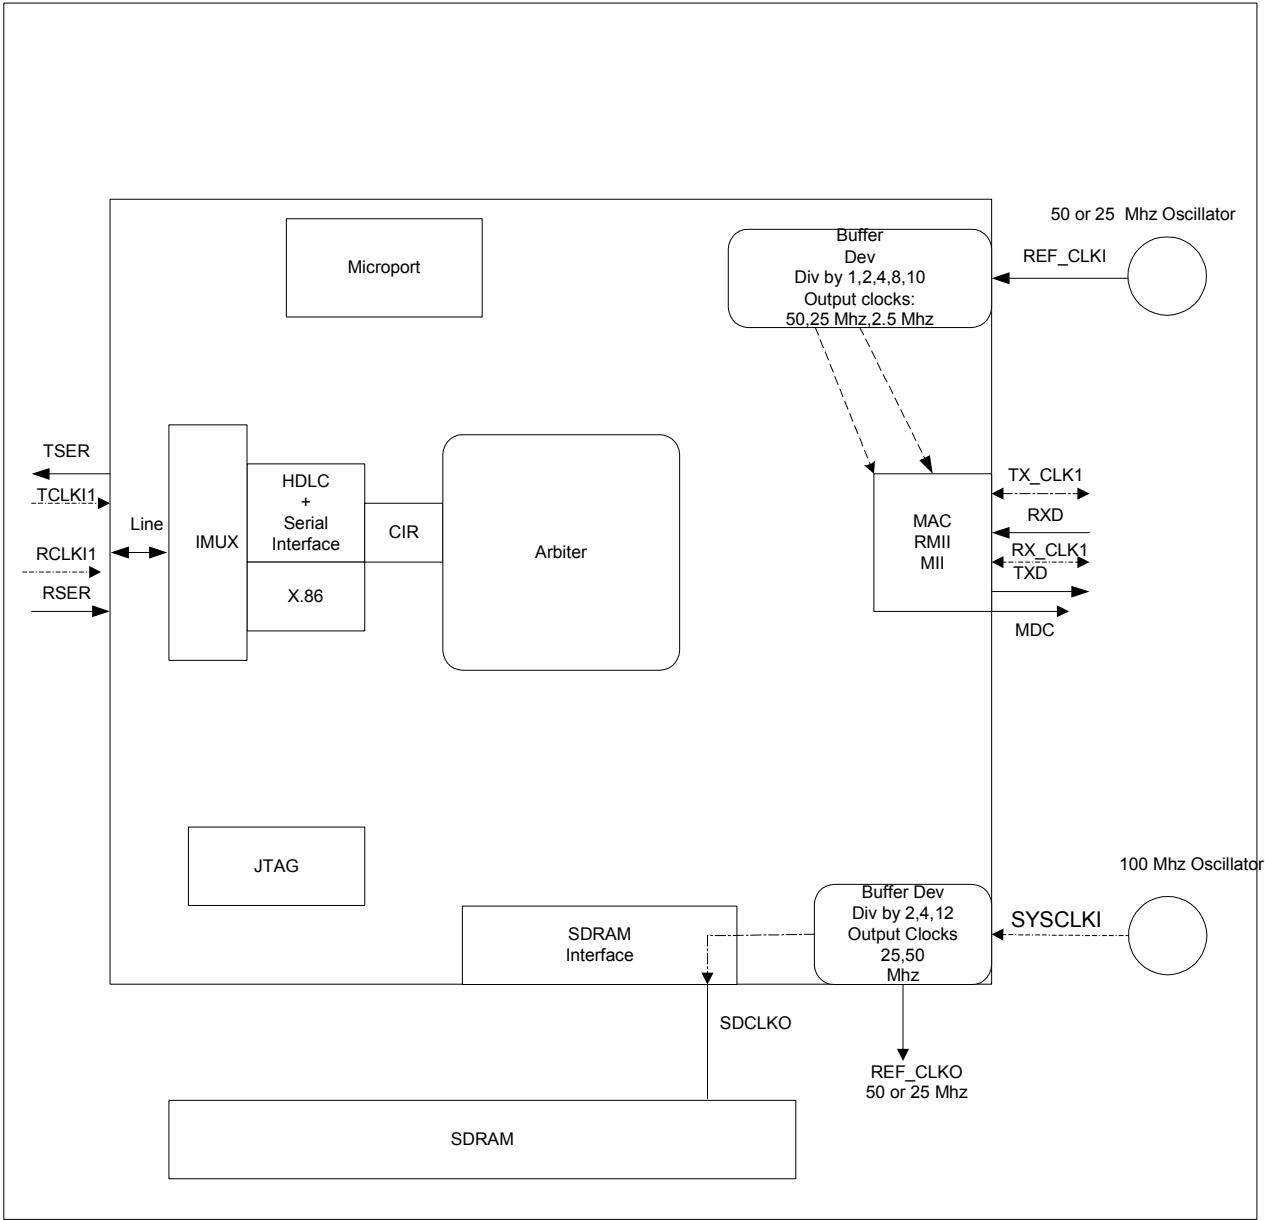 50 or 25 Mhz Oscillator
REF_CLKI
Buffer
Dev
Div by 1,2,4,8,10
Output clocks:
50,25 Mhz,2.5 Mhz
Microport
TSER
TCLKI1
Line
RCLKI1
RSER
IMUX
HDLC
+
Serial
Interface
X.86
CIR
Arbiter
MAC
RMII
MII
TX_CLK1
RXD
RX_CLK1
TXD
MDC
JTAG
SDRAM
Interface
Buffer Dev
Div by 2,4,12
Output Clocks
25,50
Mhz
100 Mhz Oscillator
SYSCLKI
SDCLKO
REF_CLKO
50 or 25 Mhz
SDRAM